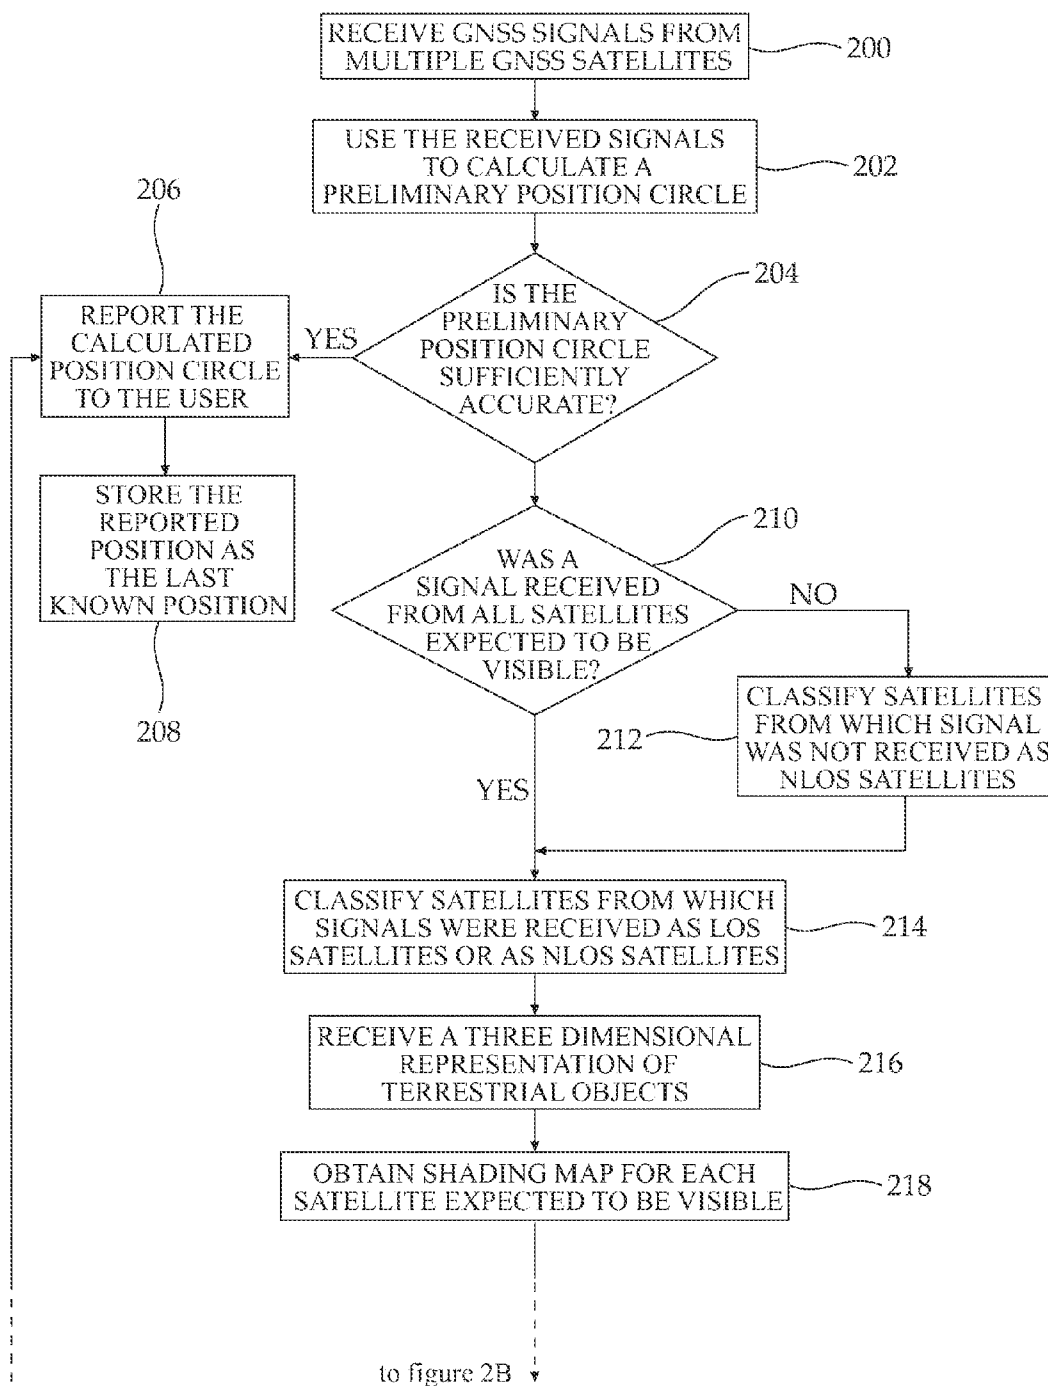 RECEIVE GNSS SIGNALS FROM
MULTIPLE GNSS SATELLITES
200
USE THE RECEIVED SIGNALS
TO CALCULATE A
PRELIMINARY POSITION CIRCLE
202
206
204
IS THE
PRELIMINARY
POSITION CIRCLE
SUFFICIENTLY
ACCURATE?
YES
REPORT THE
CALCULATED
POSITION CIRCLE
TO THE USER
STORE THE
REPORTED
POSITION AS
THE LAST
KNOWN POSITION
208
210
WAS A
SIGNAL RECEIVED
FROM ALL SATELLITES
EXPECTED TO BE
VISIBLE?
NO
212
CLASSIFY SATELLITES
FROM WHICH SIGNAL
WAS NOT RECEIVED AS
NLOS SATELLITES
YES
CLASSIFY SATELLITES FROM WHICH
SIGNALS WERE RECEIVED AS LOS
SATELLITES OR AS NLOS SATELLITES
214
RECEIVE A THREE DIMENSIONAL
REPRESENTATION OF
TERRESTRIAL OBJECTS
216
OBTAIN SHADING MAP FOR EACH
SATELLITE EXPECTED TO BE VISIBLE
218
to figure 2B